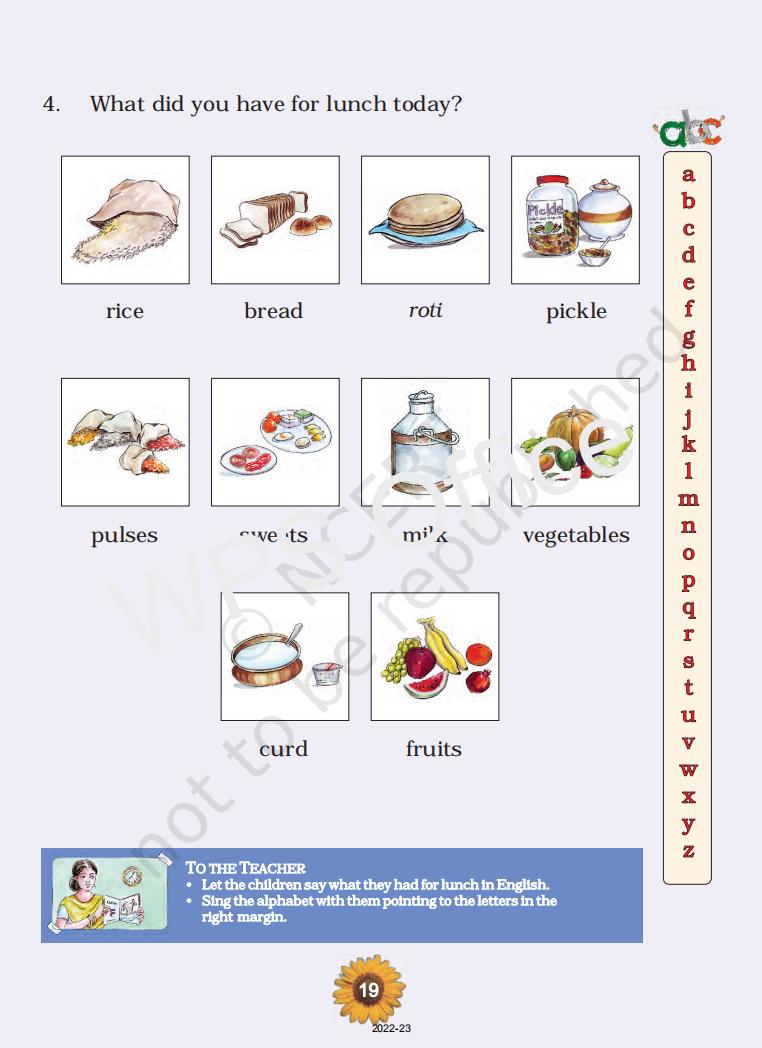 4. What did you have for lunch today?
abc
rice bread roti pickle
Pickle
pulses sweets milk vegetables
curd fruits
a
b
c
d
e
f
g
h
i
j
k
l
m
n
o
p
q
r
s
t
u
v
w
x
y
z
© NCERT
not to be republished
WPS Office
TO THE TEACHER
• Let the children say what they had for lunch in English.
• Sing the alphabet with them pointing to the letters in the
right margin.
19
2022-23